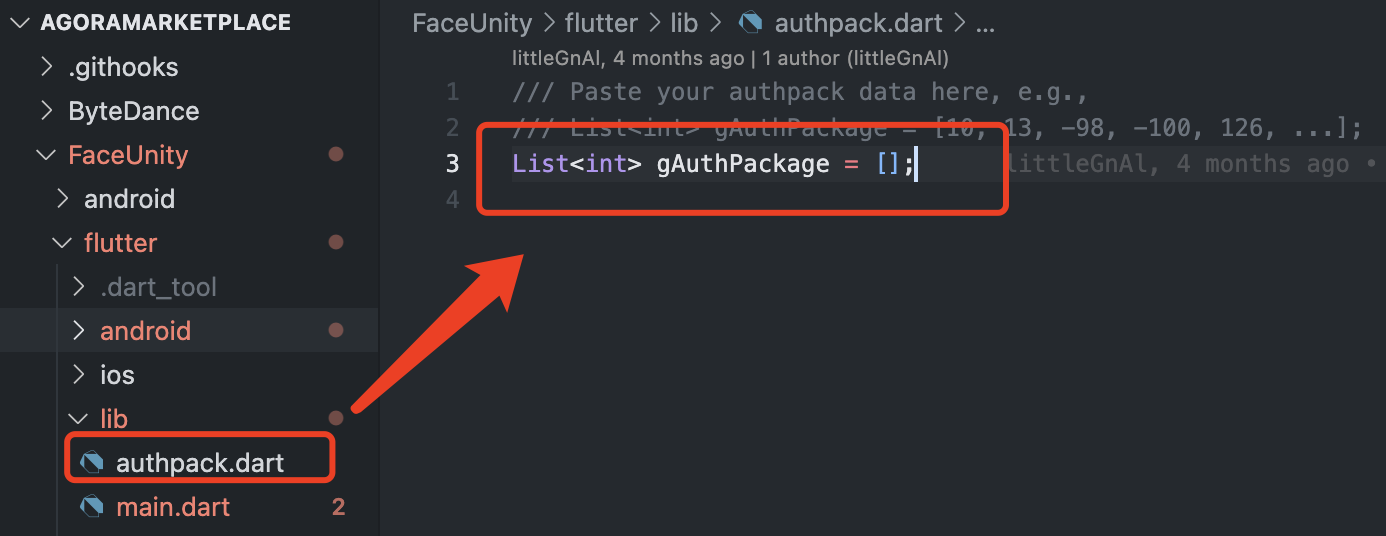 AGORAMARKETPLACE
.githooks
ByteDance
FaceUnity
android
flutter
.dart_tool
android
ios
lib
authpack.dart
main.dart 2
FaceUnity > flutter > lib > authpack.dart > ...
littleGnAl, 4 months ago | 1 author (littleGnAl)
1 /// Paste your authpack data here, e.g.,
2 /// List<int> gAuthPackage = [10, 13, -98, -100, 126, ...];
3 List<int> gAuthPackage = []; littleGnAl, 4 months ago •
4